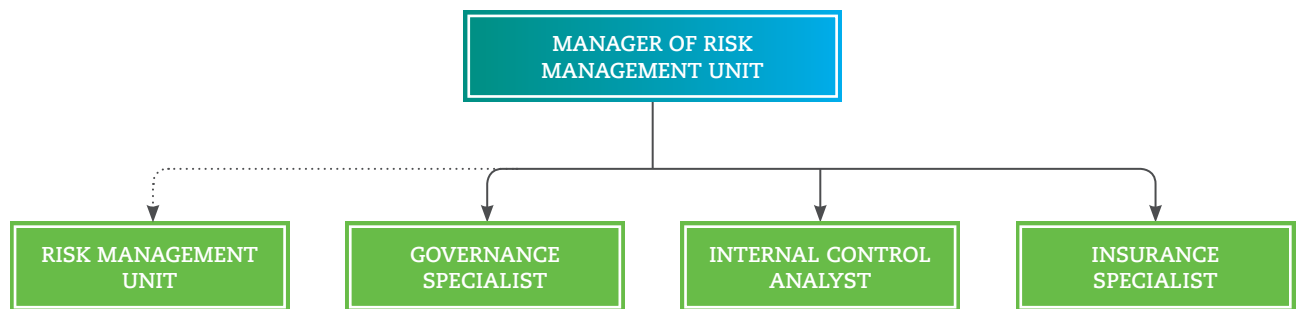 MANAGER OF RISK
MANAGEMENT UNIT
RISK MANAGEMENT
UNIT
GOVERNANCE
SPECIALIST
INTERNAL CONTROL
ANALYST
INSURANCE
SPECIALIST